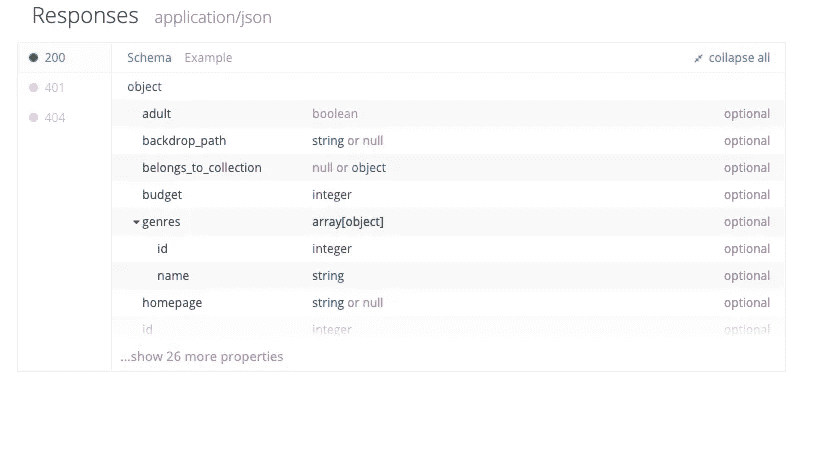 Responses application/json
200 Schema Example collapse all
401 object
adult boolean optional
404 backdrop_path string or null optional
belongs_to_collection null or object optional
budget integer optional
genres array[object] optional
id integer optional
name string optional
homepage string or null optional
id integer optional
...show 26 more properties